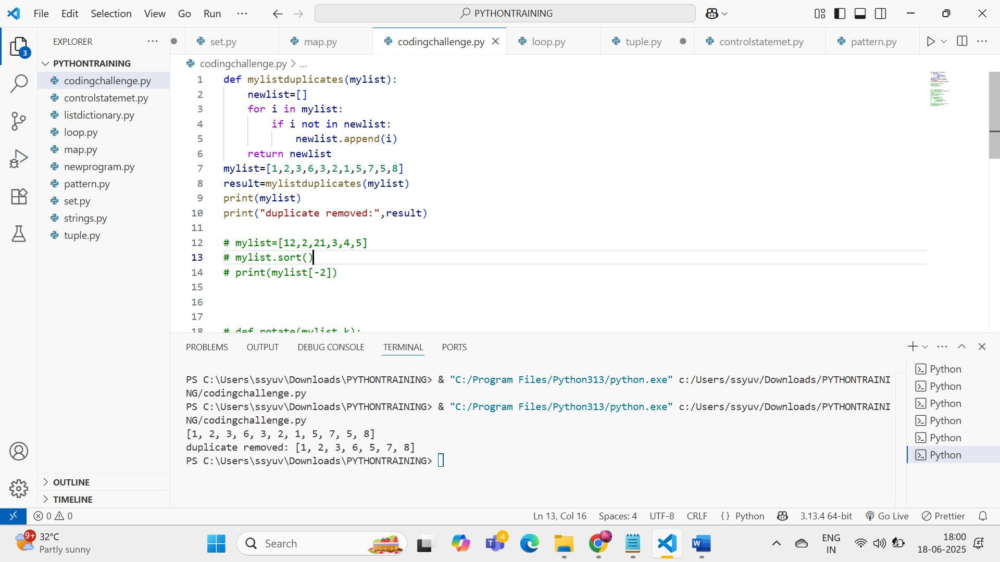 File Edit Selection View Go Run ··· PYTHONTRAINING
EXPLORER ···
set.py map.py codingchallenge.py loop.py tuple.py controlstatemet.py pattern.py ···
3
PYTHONTRAINING
codingchallenge.py
controlstatemet.py
listdictionary.py
loop.py
map.py
newprogram.py
pattern.py
set.py
strings.py
tuple.py
OUTLINE
TIMELINE
codingchallenge.py > ...
1 def mylistduplicates(mylist):
2 newlist=[]
3 for i in mylist:
4 if i not in newlist:
5 newlist.append(i)
6 return newlist
7 mylist=[1,2,3,6,3,2,1,5,7,5,8]
8 result=mylistduplicates(mylist)
9 print(mylist)
10 print("duplicate removed:",result)
11
12 # mylist=[12,2,21,3,4,5]
13 # mylist.sort()
14 # print(mylist[-2])
15
16
17
18 # def rotate(mylist,k):
PROBLEMS OUTPUT DEBUG CONSOLE TERMINAL PORTS
PS C:\Users\ssyuv\Downloads\PYTHONTRAINING> & "C:/Program Files/Python313/python.exe" c:/Users/ssyuv/Downloads/PYTHONTRAINI
NG/codingchallenge.py
PS C:\Users\ssyuv\Downloads\PYTHONTRAINING> & "C:/Program Files/Python313/python.exe" c:/Users/ssyuv/Downloads/PYTHONTRAINI
NG/codingchallenge.py
[1, 2, 3, 6, 3, 2, 1, 5, 7, 5, 8]
duplicate removed: [1, 2, 3, 6, 5, 7, 8]
PS C:\Users\ssyuv\Downloads\PYTHONTRAINING>
Python
Python
Python
Python
Python
Python
0 0 Ln 13, Col 16 Spaces: 4 UTF-8 CRLF {} Python 3.13.4 64-bit Go Live Prettier
9+ 32°C
Partly sunny
Search
4
ENG
IN
18:00
18-06-2025